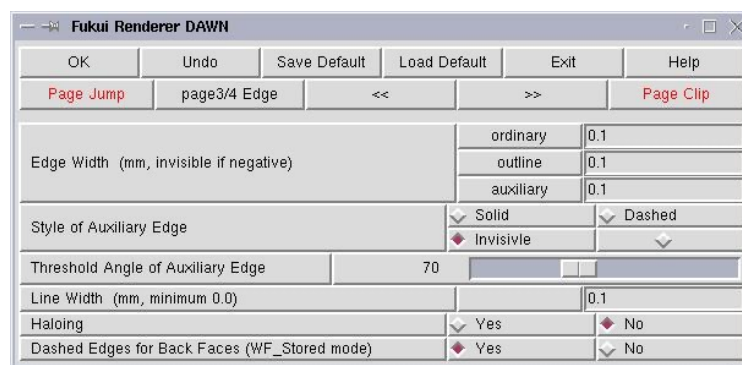 Fukui Renderer DAWN
OK Undo Save Default Load Default Exit Help
Page Jump page3/4 Edge << >> Page Clip
Edge Width (mm, invisible if negative)
ordinary 0.1
outline 0.1
auxiliary 0.1
Style of Auxiliary Edge
Solid Dashed
Invisivle
Threshold Angle of Auxiliary Edge 70
Line Width (mm, minimum 0.0) 0.1
Haloing Yes No
Dashed Edges for Back Faces (WF_Stored mode) Yes No